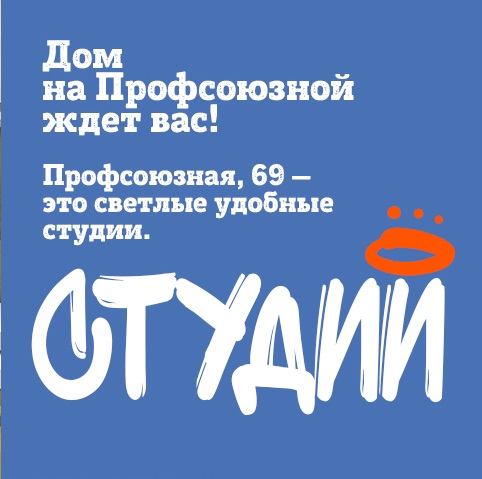 Дом
на Профсоюзной
ждет вас!
Профсоюзная, 69 —
это светлые удобные
студии.
СТУДИИ